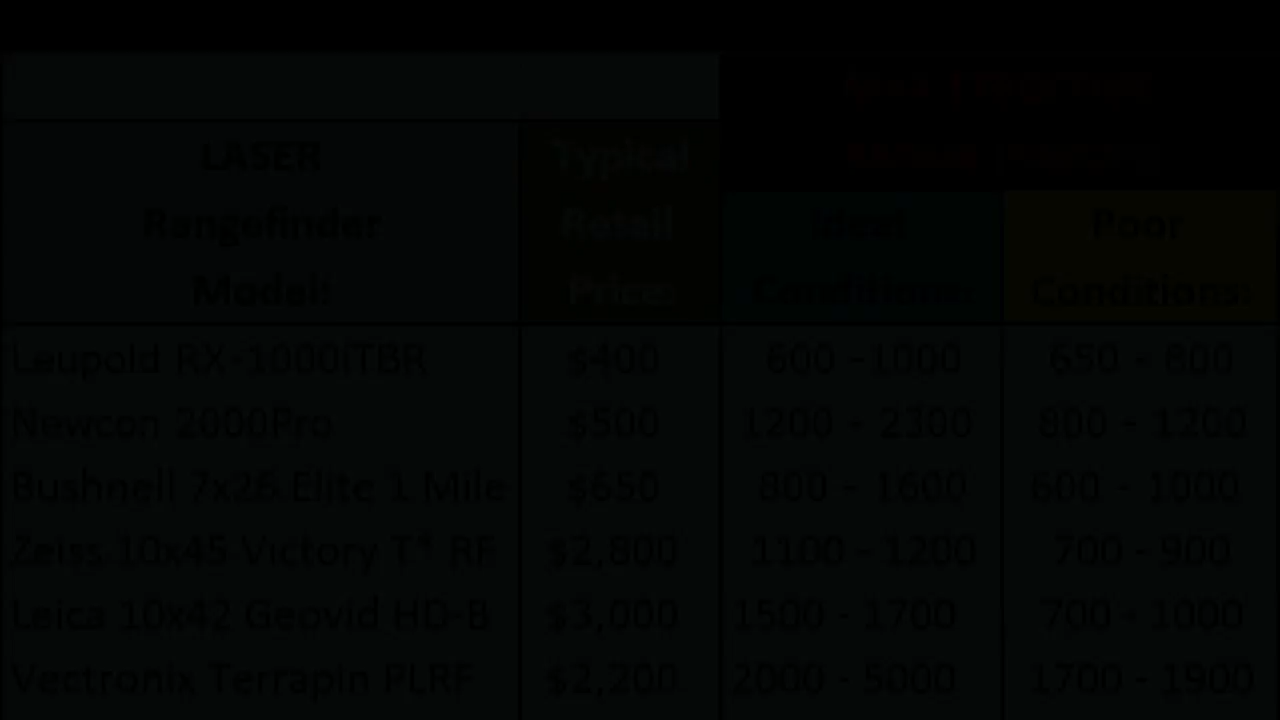 LASER
Rangefinder
Model:
Typical
Retail
Price:
Ideal
Conditions:
Poor
Conditions:
Leupold RX-1000iTBR $400 600 -1000 650 - 800
Newcon 2000Pro $500 1200 - 2300 800 - 1200
Bushnell 7x26 Elite 1 Mile $650 800 - 1600 600 - 1000
Zeiss 10x45 Victory T* RF $2,800 1100 - 1200 700 - 900
Leica 10x42 Geovid HD-B $3,000 1500 - 1700 700 - 1000
Vectronix Terrapin PLRF $2,200 2000 - 5000 1700 - 1900